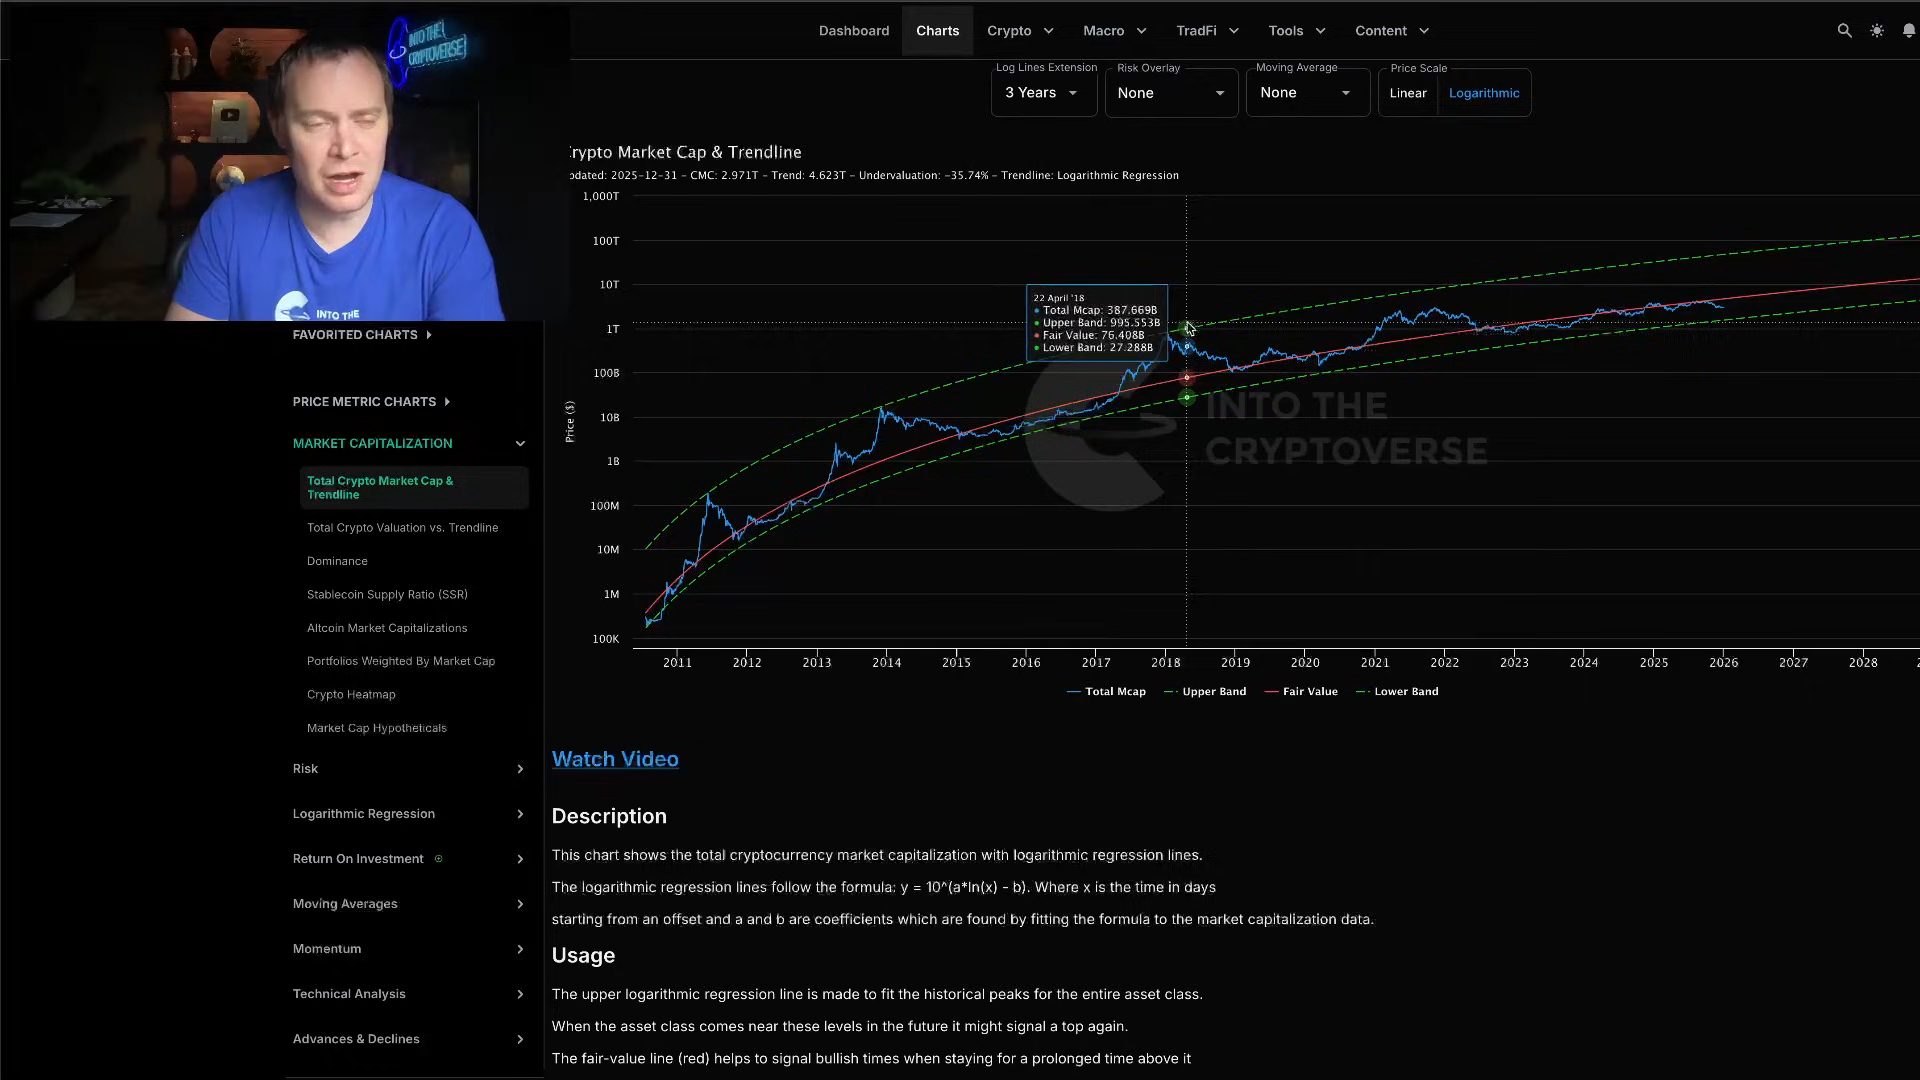 INTO THE
CRYPTOVERSE
INTO THE
Dashboard
Charts
Crypto
Macro
TradFi
Tools
Content
Log Lines Extension
3 Years
Risk Overlay
None
Moving Average
None
Price Scale
Linear
Logarithmic
rypto Market Cap & Trendline
pdated: 2025-12-31 - CMC: 2.971T - Trend: 4.623T - Undervaluation: -35.74% - Trendline: Logarithmic Regression
1,000T
100T
10T
1T
100B
10B
1B
100M
10M
1M
100K
Price ($)
22 April '18
Total Mcap: 387.669B
Upper Band: 995.553B
Fair Value: 76.408B
Lower Band: 27.288B
INTO THE
CRYPTOVERSE
2011
2012
2013
2014
2015
2016
2017
2018
2019
2020
2021
2022
2023
2024
2025
2026
2027
2028
Total Mcap
Upper Band
Fair Value
Lower Band
FAVORITED CHARTS
PRICE METRIC CHARTS
MARKET CAPITALIZATION
Total Crypto Market Cap &
Trendline
Total Crypto Valuation vs. Trendline
Dominance
Stablecoin Supply Ratio (SSR)
Altcoin Market Capitalizations
Portfolios Weighted By Market Cap
Crypto Heatmap
Market Cap Hypotheticals
Risk
Logarithmic Regression
Return On Investment
Moving Averages
Momentum
Technical Analysis
Advances & Declines
Watch Video
Description
This chart shows the total cryptocurrency market capitalization with logarithmic regression lines.
The logarithmic regression lines follow the formula: y = 10^(a*ln(x) - b). Where x is the time in days
starting from an offset and a and b are coefficients which are found by fitting the formula to the market capitalization data.
Usage
The upper logarithmic regression line is made to fit the historical peaks for the entire asset class.
When the asset class comes near these levels in the future it might signal a top again.
The fair-value line (red) helps to signal bullish times when staying for a prolonged time above it